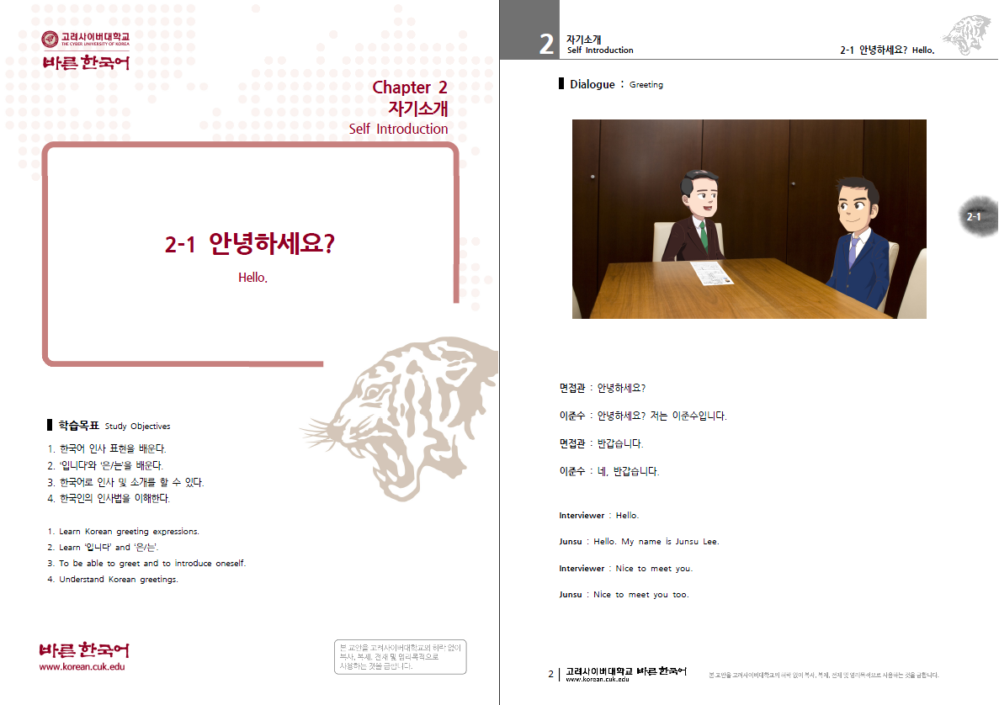 고려사이버대학교
THE CYBER UNIVERSITY OF KOREA
바른 한국어
Chapter 2
자기소개
Self Introduction
2-1 안녕하세요?
Hello.
학습목표 Study Objectives
1. 한국어 인사 표현을 배운다.
2. '입니다'와 '은/는'을 배운다.
3. 한국어로 인사 및 소개를 할 수 있다.
4. 한국인의 인사법을 이해한다.
1. Learn Korean greeting expressions.
2. Learn '입니다' and '은/는'.
3. To be able to greet and to introduce oneself.
4. Understand Korean greetings.
바른 한국어
www.korean.cuk.edu
본 교안을 고려사이버대학교의 허락 없이
복사, 복제, 전재 및 영리목적으로
사용하는 것을 금합니다.
2 자기소개
Self Introduction
2-1 안녕하세요? Hello.
Dialogue : Greeting
2-1
면접관 : 안녕하세요?
이준수 : 안녕하세요? 저는 이준수입니다.
면접관 : 반갑습니다.
이준수 : 네, 반갑습니다.
Interviewer : Hello.
Junsu : Hello. My name is Junsu Lee.
Interviewer : Nice to meet you.
Junsu : Nice to meet you too.
2 고려사이버대학교 바른 한국어
www.korean.cuk.edu
본 교안을 고려사이버대학교의 허락 없이 복사, 복제, 전재 및 영리목적으로 사용하는 것을 금합니다.